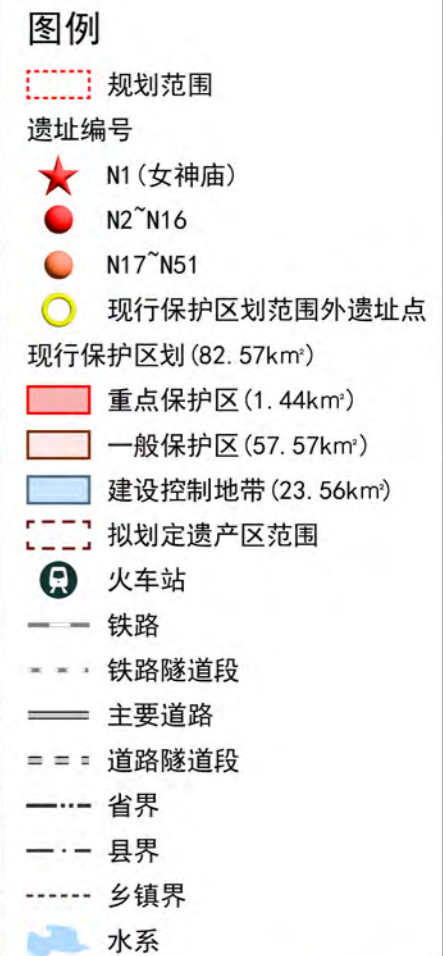 图例
规划范围
遗址编号
N1(女神庙)
N2~N16
N17~N51
现行保护区划范围外遗址点
现行保护区划(82.57km²)
重点保护区(1.44km²)
一般保护区(57.57km²)
建设控制地带(23.56km²)
拟划定遗产区范围
火车站
铁路
铁路隧道段
主要道路
道路隧道段
省界
县界
乡镇界
水系